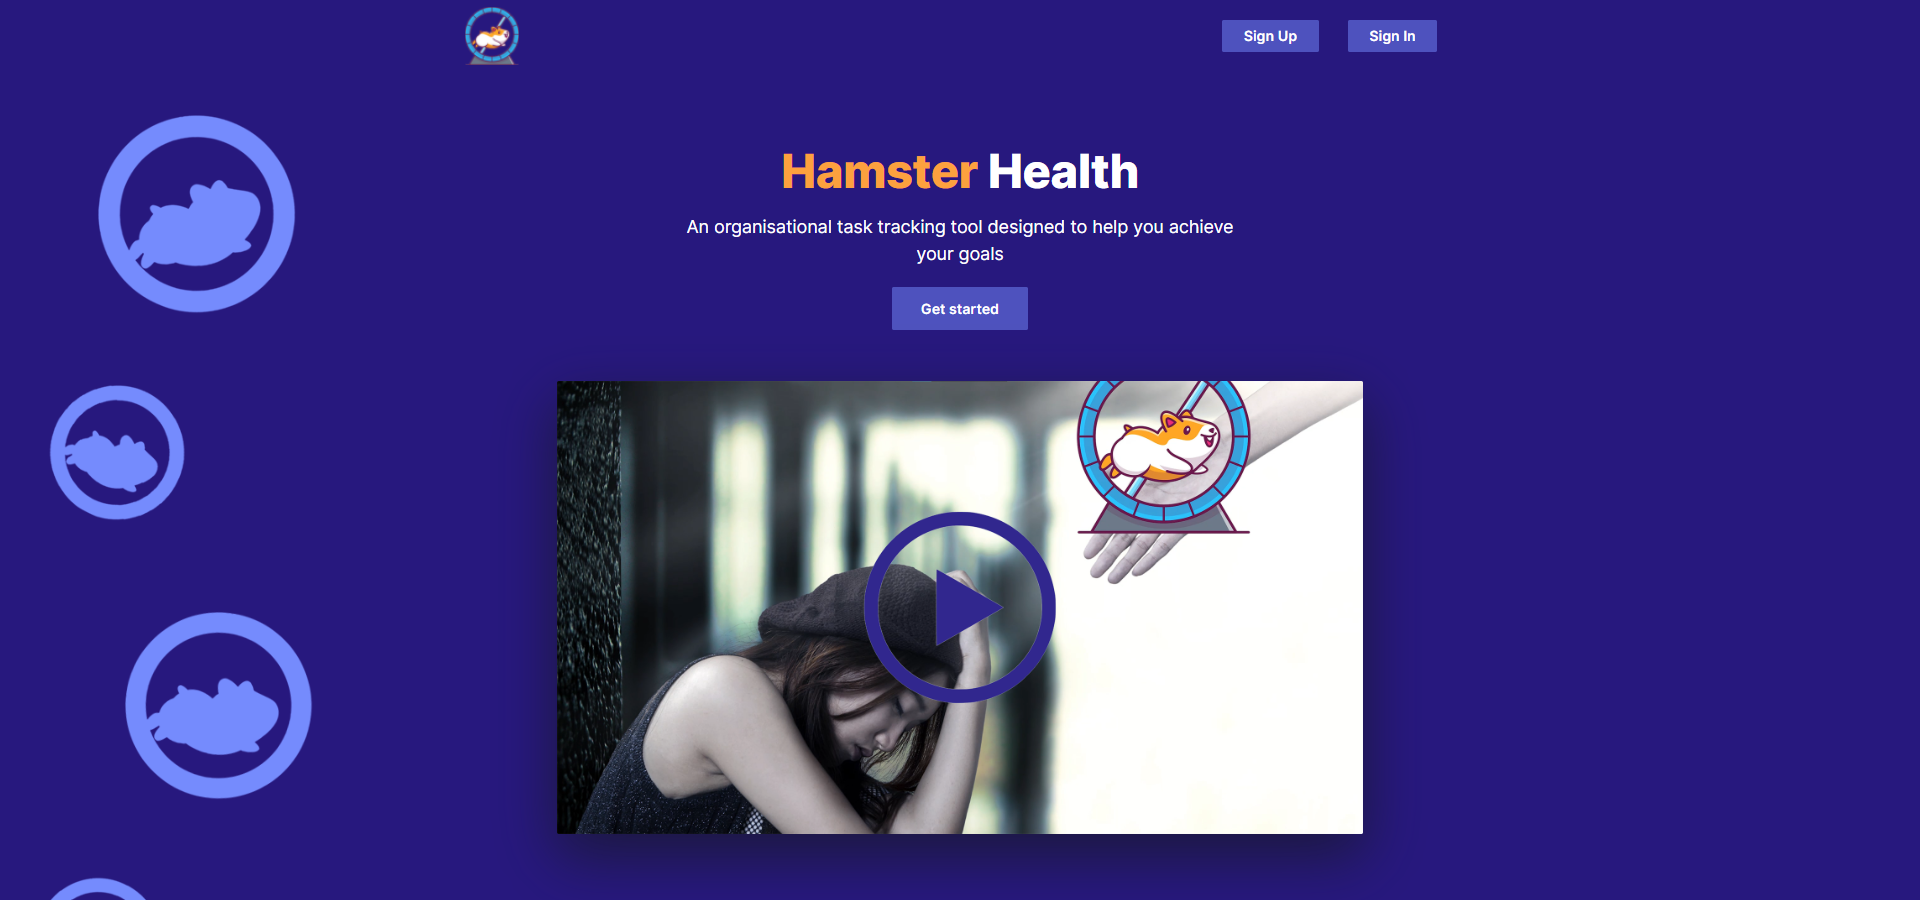 Sign Up
Sign In
Hamster Health
An organisational task tracking tool designed to help you achieve
your goals
Get started